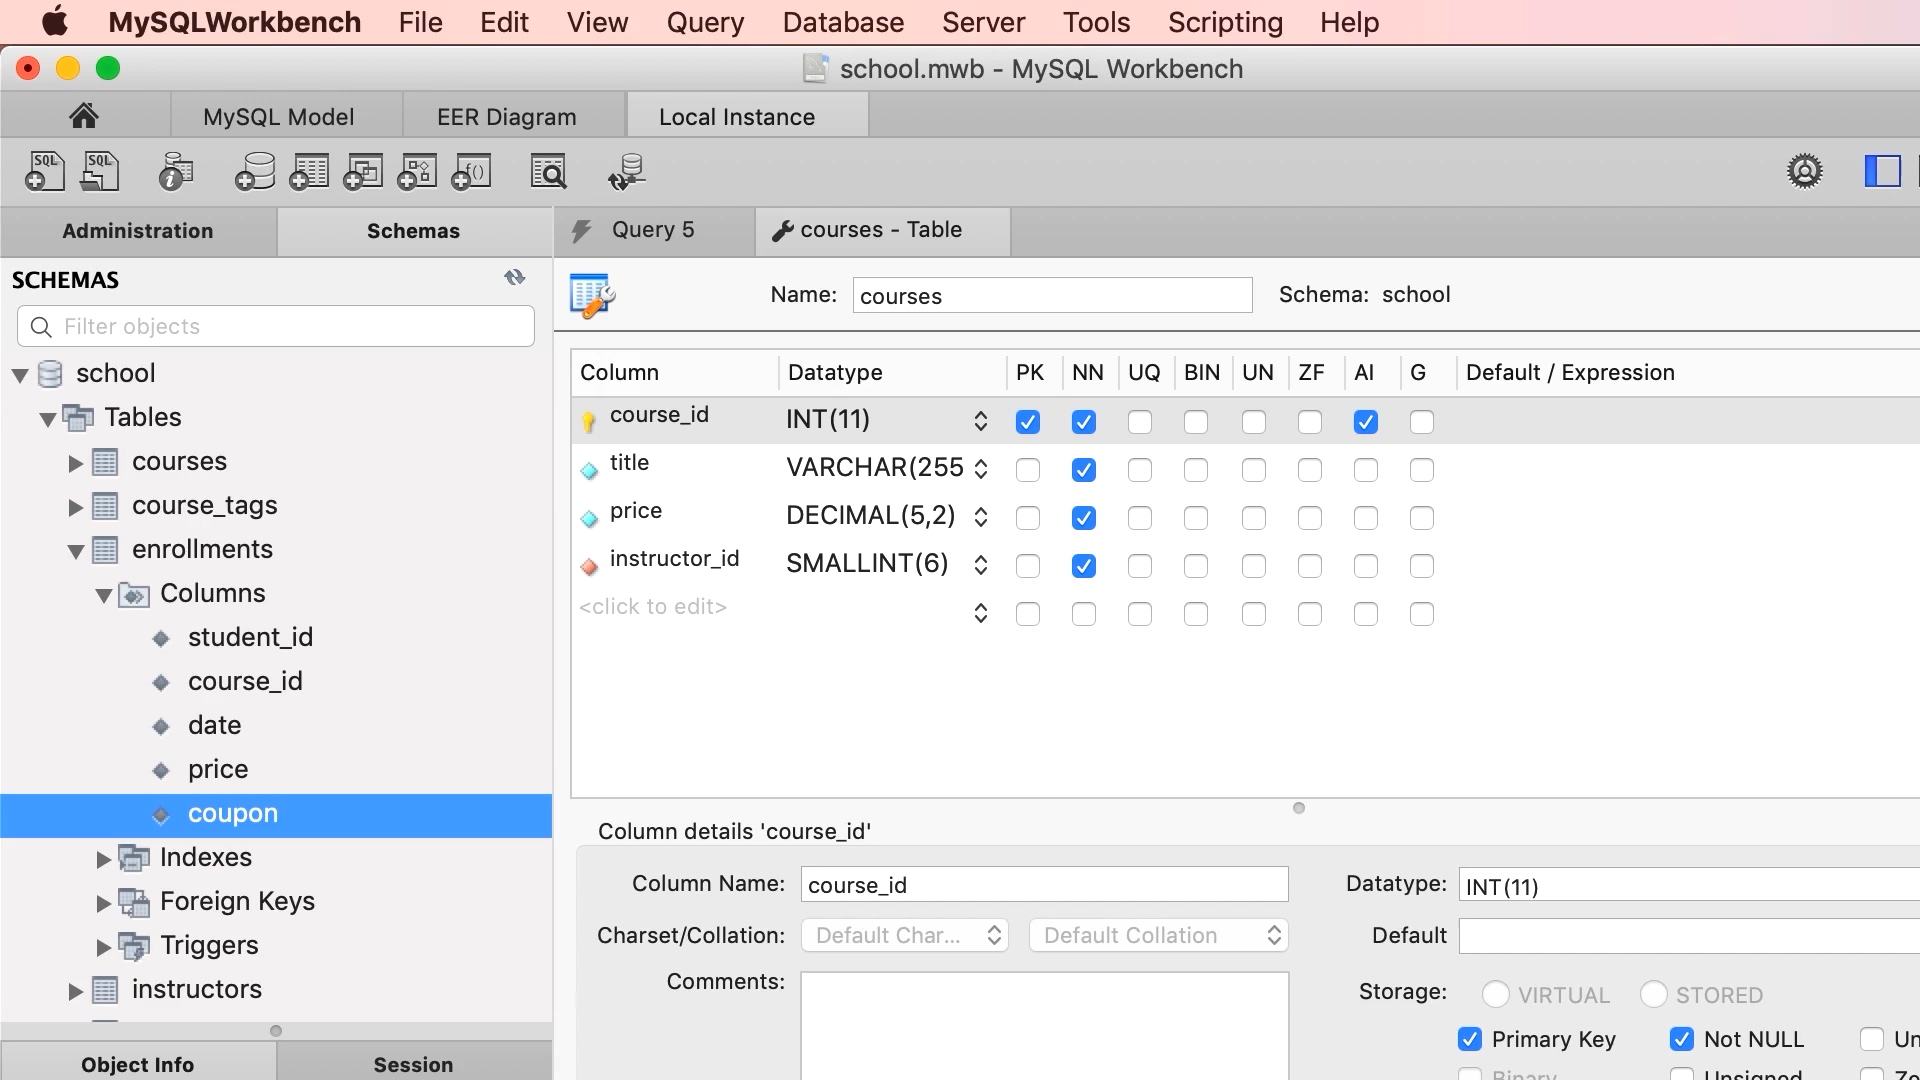 MySQLWorkbench File Edit View Query Database Server Tools Scripting Help
school.mwb - MySQL Workbench
MySQL Model EER Diagram Local Instance
SQL SQL
Administration Schemas Query 5 courses - Table
SCHEMAS
Name: courses Schema: school
Filter objects
school
Tables
courses
course_tags
enrollments
Columns
student_id
course_id
date
price
coupon
Indexes
Foreign Keys
Triggers
instructors
Object Info Session
Column Datatype PK NN UQ BIN UN ZF AI G Default / Expression
course_id INT(11)
title VARCHAR(255
price DECIMAL(5,2)
instructor_id SMALLINT(6)
<click to edit>
Column details 'course_id'
Column Name: course_id Datatype: INT(11)
Charset/Collation: Default Char... Default Collation Default
Comments: Storage: VIRTUAL STORED
Primary Key Not NULL Un
Binary Unsigned Ze